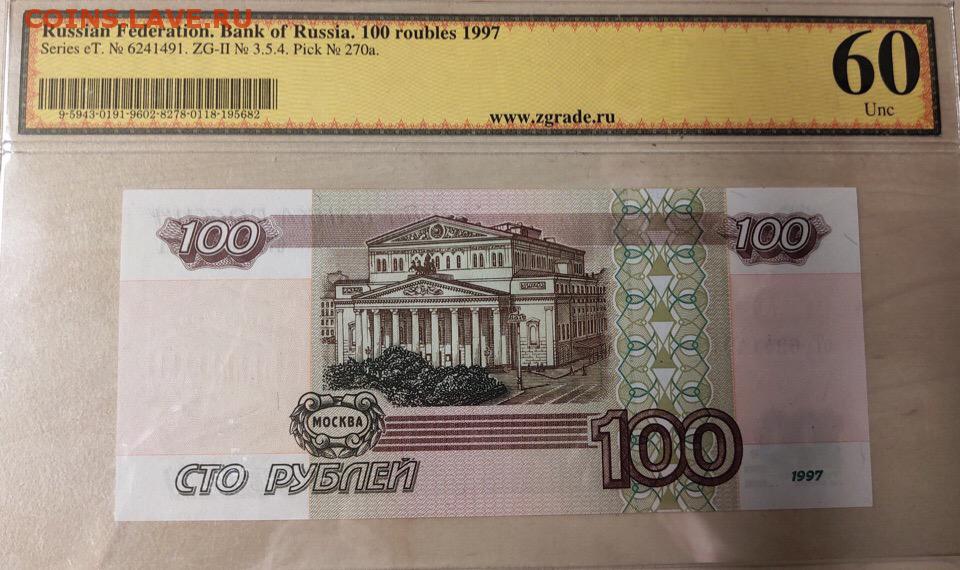 COINS.LAVE.RU
Russian Federation. Bank of Russia. 100 roubles 1997
Series eT. № 6241491. ZG-II № 3.5.4. Pick № 270a.
60
Unc
9-5943-0191-9602-8278-0118-195682
www.zgrade.ru
100
100
МОСКВА
100
СТО РУБЛЕЙ
1997